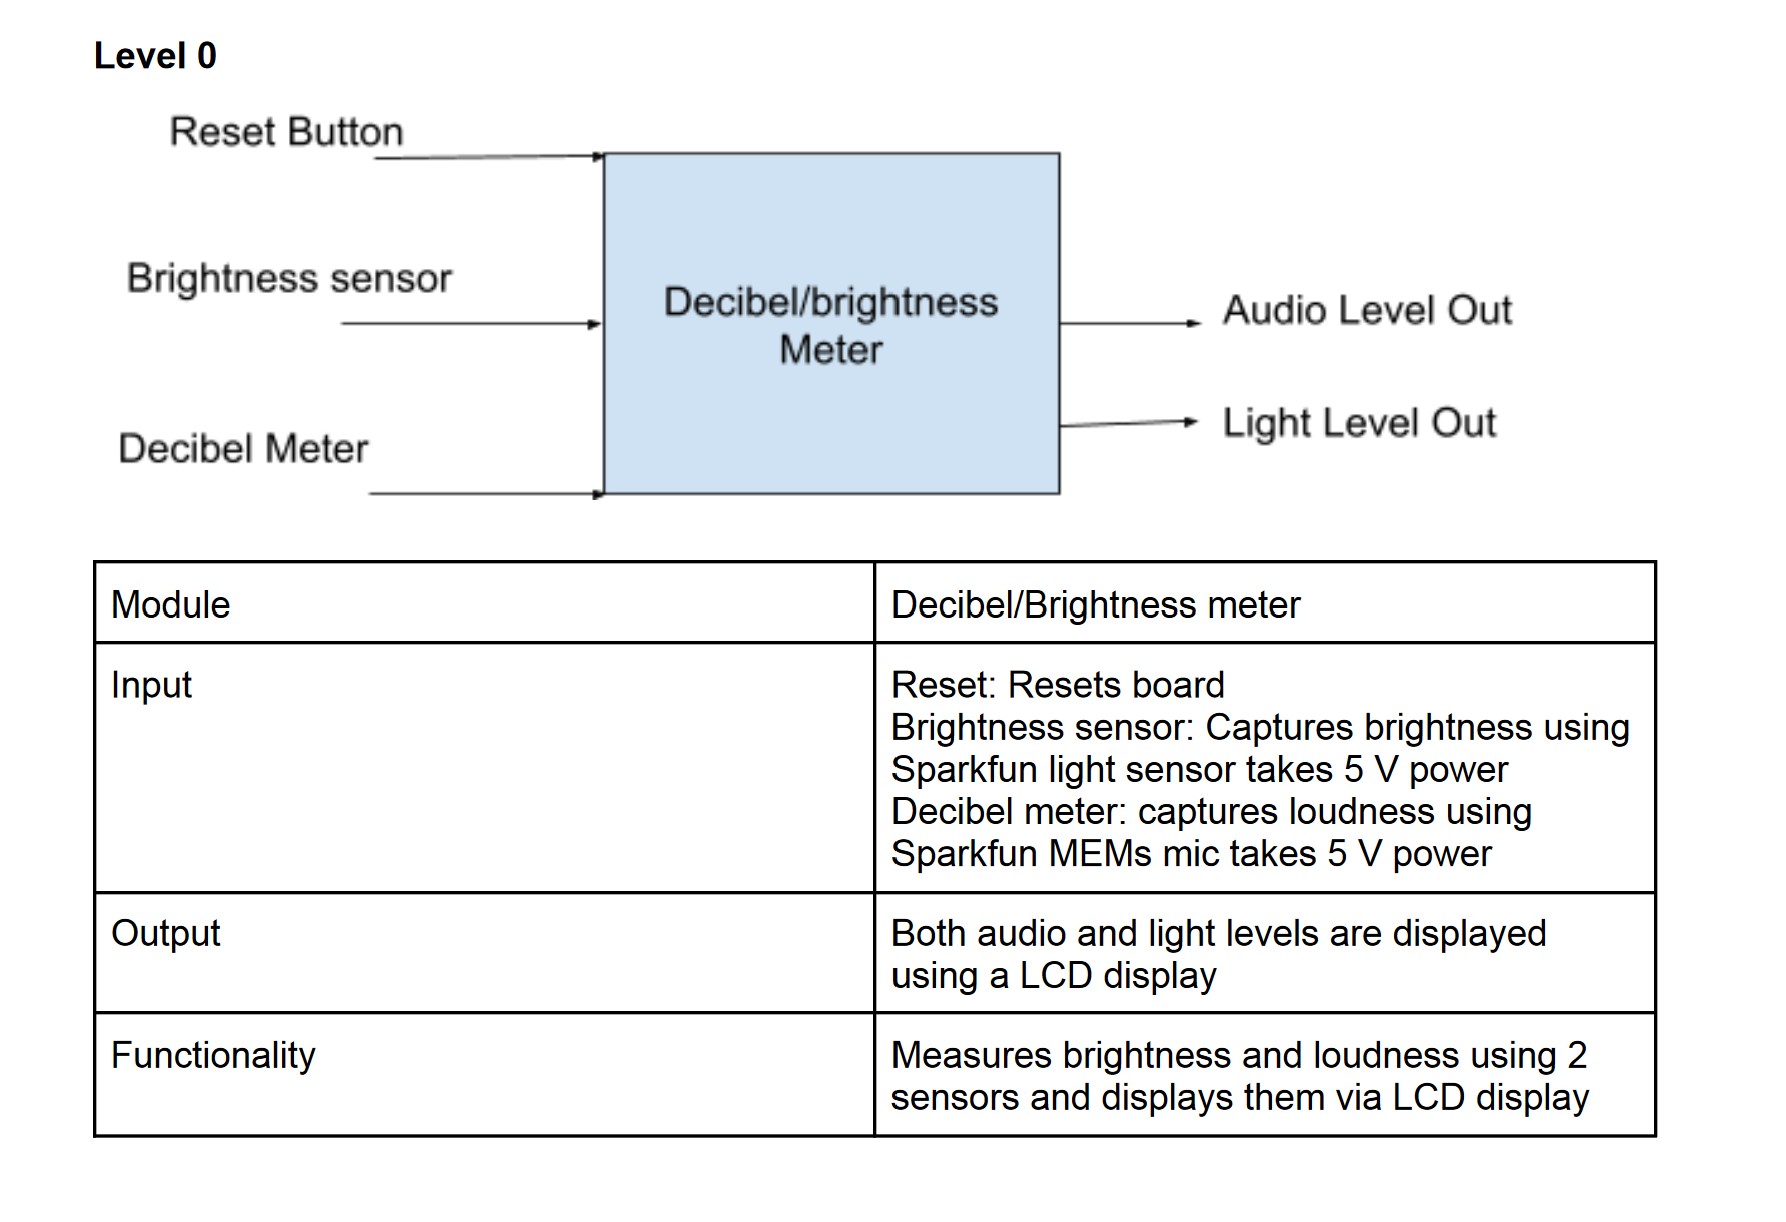 Level 0
Reset Button
Brightness sensor
Decibel Meter
Decibel/brightness
Meter
Audio Level Out
Light Level Out
Module
Decibel/Brightness meter
Input
Reset: Resets board
Brightness sensor: Captures brightness using
Sparkfun light sensor takes 5 V power
Decibel meter: captures loudness using
Sparkfun MEMs mic takes 5 V power
Output
Both audio and light levels are displayed
using a LCD display
Functionality
Measures brightness and loudness using 2
sensors and displays them via LCD display